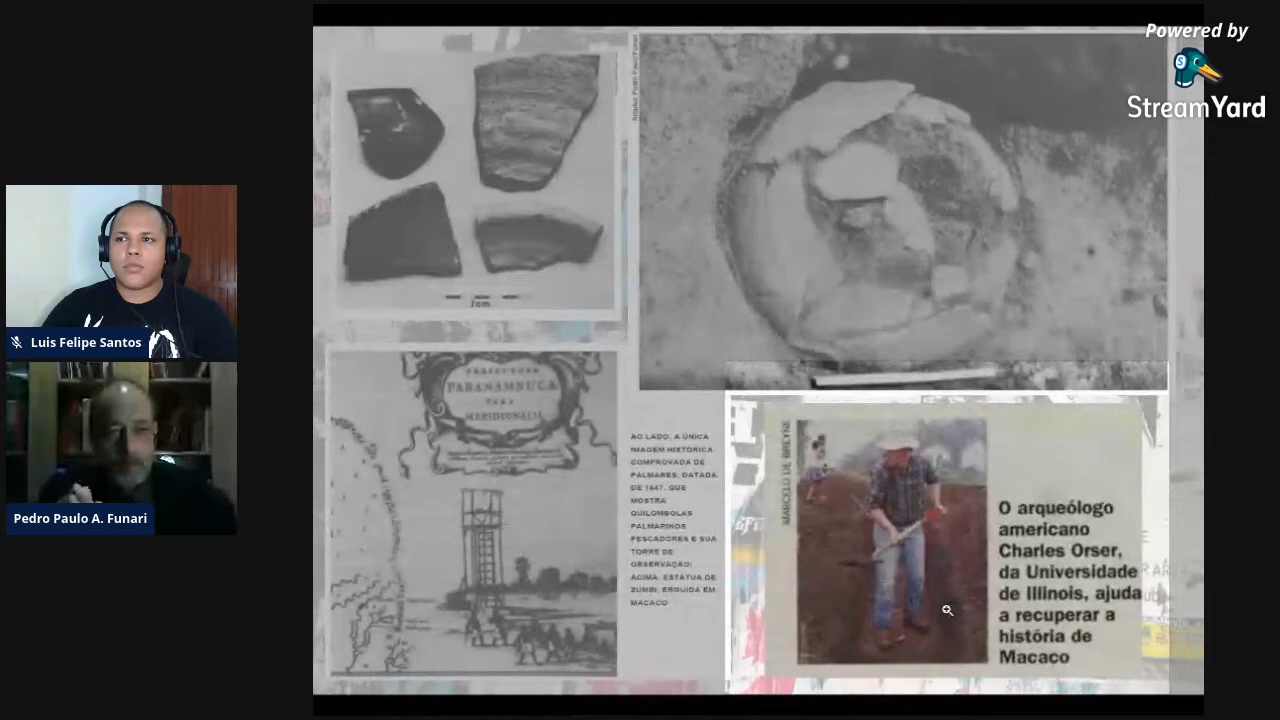 Powered by
StreamYard
Luis Felipe Santos
Pedro Paulo A. Funari
1cm
PARANAMBUCA
PARS
MERIDIONALIS
AO LADO, A ÚNICA
IMAGEM HISTÓRICA
COMPROVADA DE
PALMARES, DATADA
DE 1647, QUE
MOSTRA
QUILOMBOLAS
PALMARINOS
PESCADORES E SUA
TORRE DE
OBSERVAÇÃO;
ACIMA, ESTÁTUA DE
ZUMBI, ERGUIDA EM
MACACO
MARCELO DE BREYNE
O arqueólogo
americano
Charles Orser,
da Universidade
de Illinois, ajuda
a recuperar a
história de
Macaco